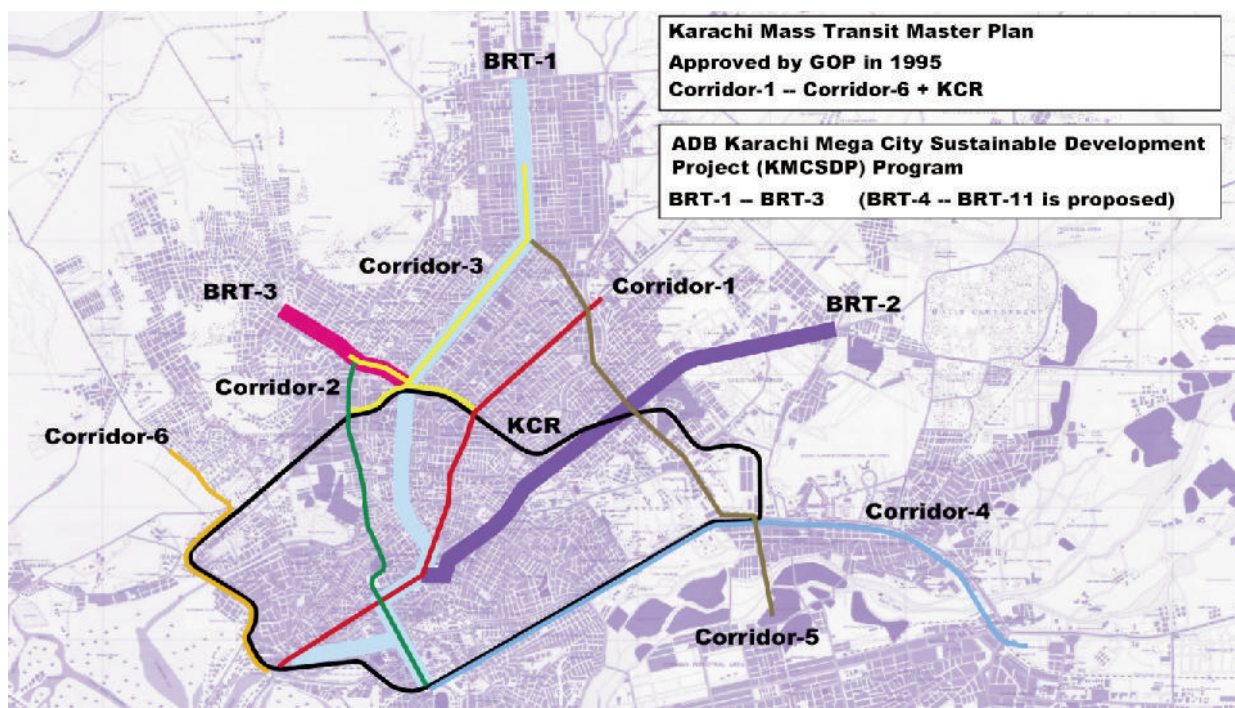 Karachi Mass Transit Master Plan
Approved by GOP in 1995
Corridor-1 -- Corridor-6 + KCR
ADB Karachi Mega City Sustainable Development
Project (KMCSDP) Program
BRT-1 -- BRT-3 (BRT-4 -- BRT-11 is proposed)
BRT-1
Corridor-3
BRT-3
Corridor-1
BRT-2
Corridor-2
KCR
Corridor-6
Corridor-4
Corridor-5